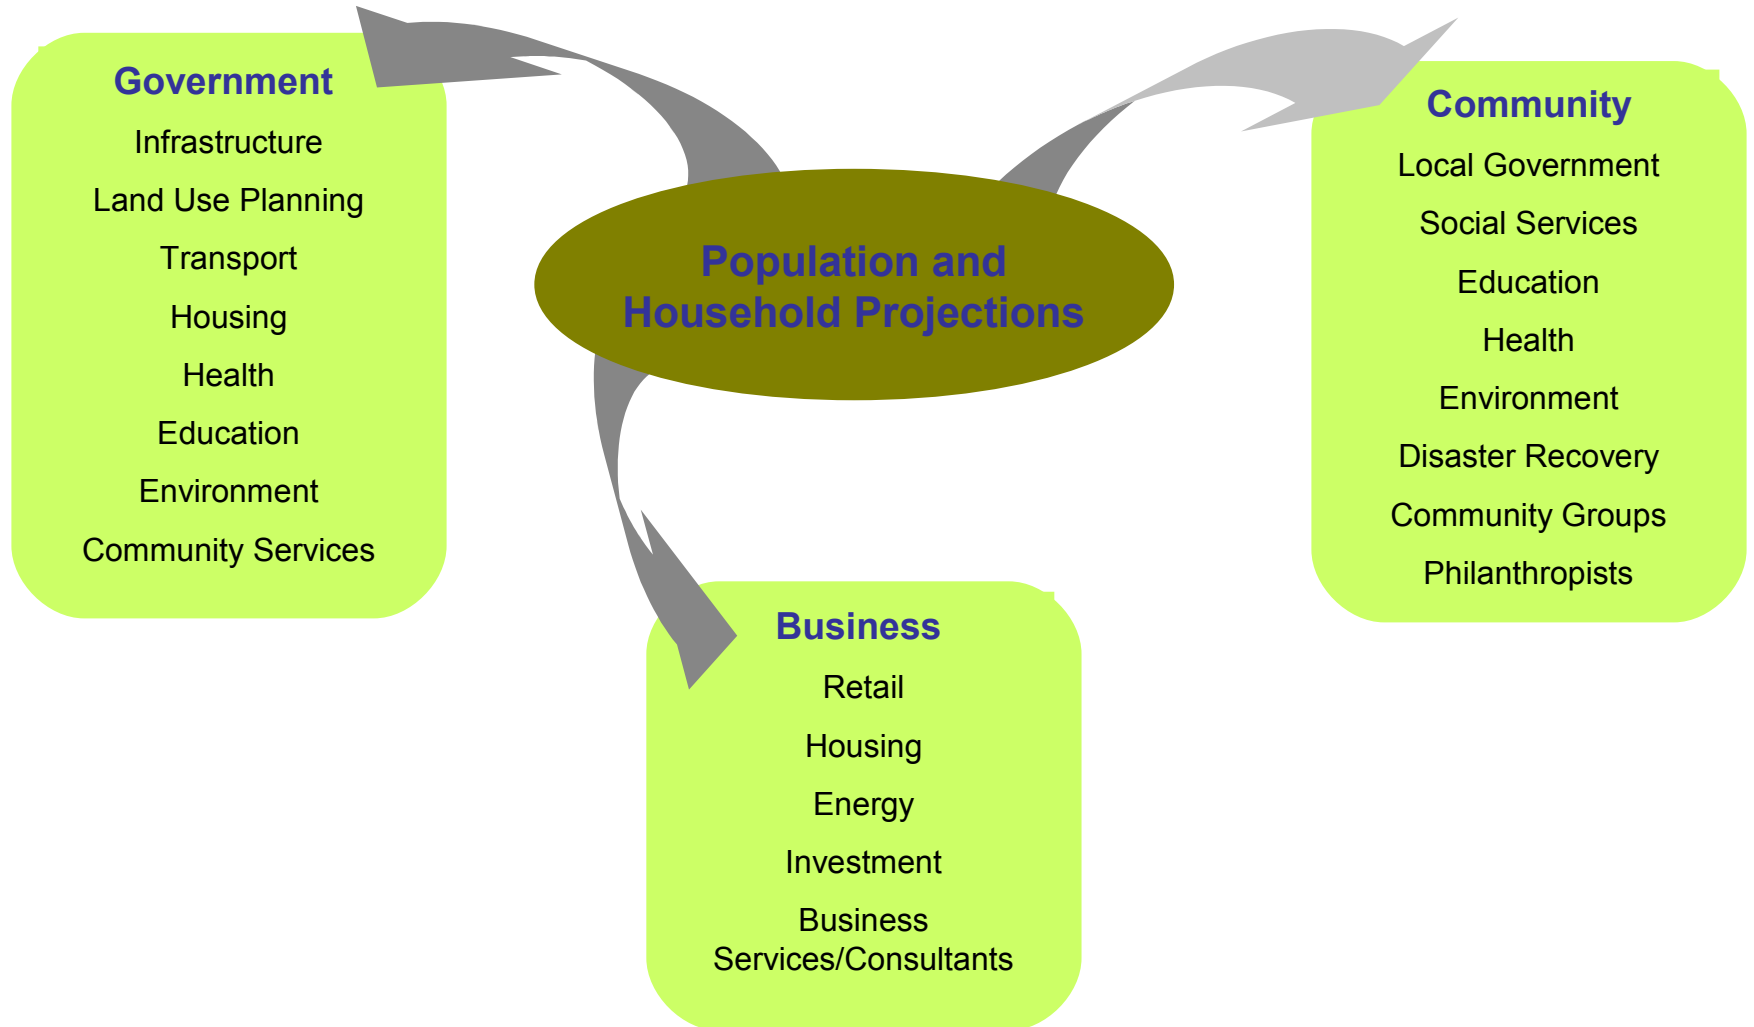 Government
Infrastructure
Land Use Planning
Transport
Housing
Health
Education
Environment
Community Services
Population and
Household Projections
Community
Local Government
Social Services
Education
Health
Environment
Disaster Recovery
Community Groups
Philanthropists
Business
Retail
Housing
Energy
Investment
Business
Services/Consultants